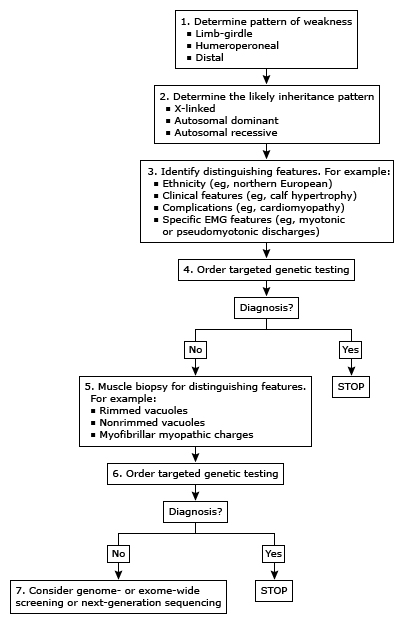 1. Determine pattern of weakness
▪ Limb-girdle
▪ Humeroperoneal
▪ Distal
2. Determine the likely inheritance pattern
▪ X-linked
▪ Autosomal dominant
▪ Autosomal recessive
3. Identify distinguishing features. For example:
▪ Ethnicity (eg, northern European)
▪ Clinical features (eg, calf hypertrophy)
▪ Complications (eg, cardiomyopathy)
▪ Specific EMG features (eg, myotonic
or pseudomyotonic discharges)
4. Order targeted genetic testing
Diagnosis?
No
Yes
STOP
5. Muscle biopsy for distinguishing features.
For example:
▪ Rimmed vacuoles
▪ Nonrimmed vacuoles
▪ Myofibrillar myopathic charges
6. Order targeted genetic testing
Diagnosis?
No
Yes
STOP
7. Consider genome- or exome-wide
screening or next-generation sequencing